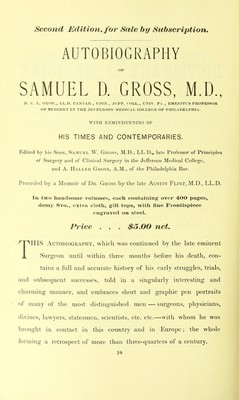 Second Edition, for Sale by Subscription.
AUTOBIOGRAPHY
OF
SAMUEL D. GROSS, M.D.,
D. C. L. OXON., LL.D. CANTAB., EDIN., JEFF. COLL., UNIV. PA., EMERITUS PROFESSOR
OF SURGERY IN THE JEFFERSON MEDICAL COLLEGE OF PHILADELPHIA.
WITH REMINISCENCES OF
HIS TIMES AND CONTEMPORARIES.
Edited by his Sons, SAMUEL W. GROSS, M.D., LL.D., late Professor of Principles
of Surgery and of Clinical Surgery in the Jefferson Medical College,
and A. HALLER GROSS, A.M., of the Philadelphia Bar.
Preceded by a Memoir of DR. GROSS by the late AUSTIN FLINT, M.D., LL.D.
In two handsome volumes, each containing over 400 pages,
demy 8vo., extra cloth, gilt tops, with fine Frontispiece
engraved on steel.
Price . . . $5.00 net.
THIS AUTOBIOGRAPHY, which was continued by the late eminent
Surgeon until within three months before his death, con-
tains a full and accurate history of his early struggles, trials,
and subsequent successes, told in a singularly interesting and
charming manner, and embraces short and graphic pen portraits
of many of the most distinguished men — surgeons, physicians,
divines, lawyers, statesmen, scientists, etc. etc.—with whom he was
brought in contact in this country and in Europe; the whole
forming a retrospect of more than three-quarters of a century.